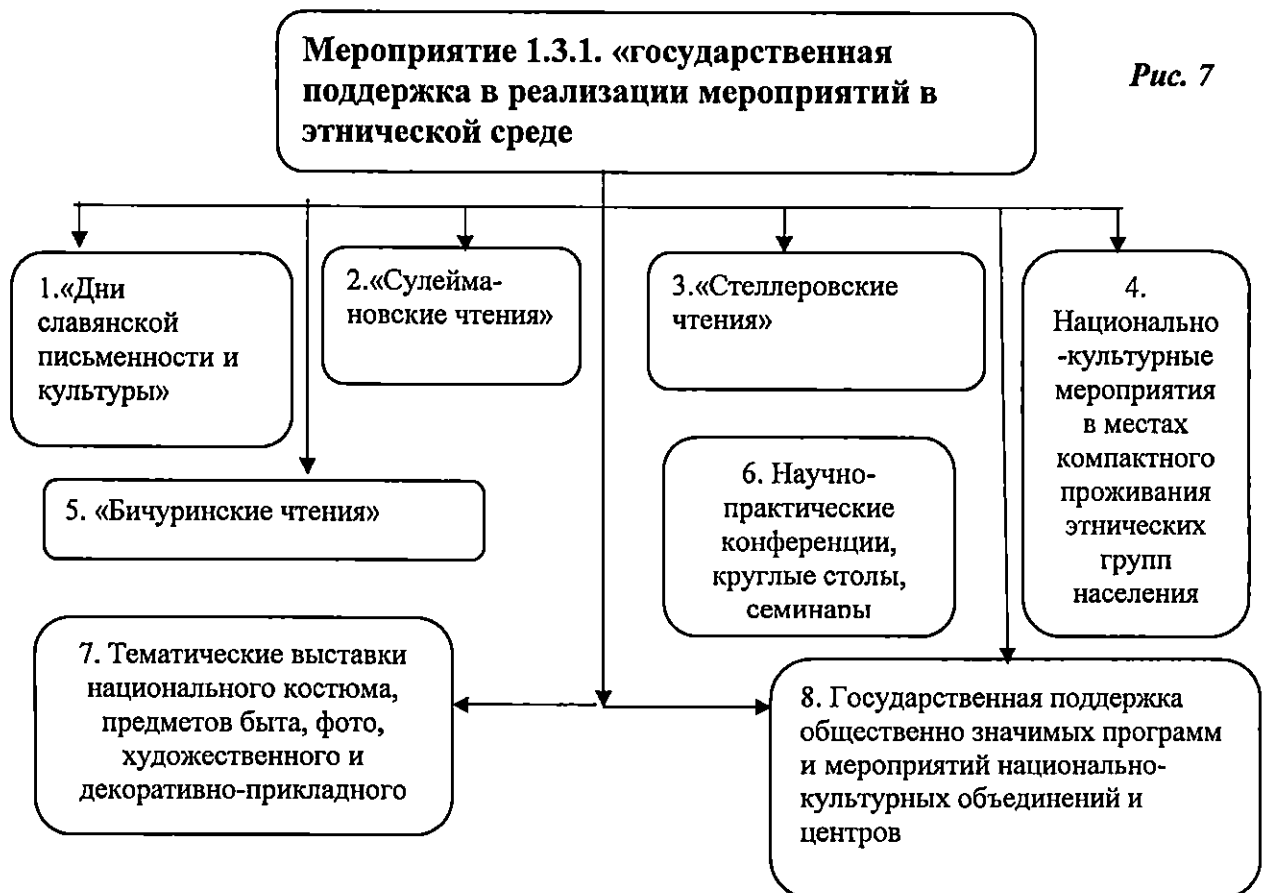 Мероприятие 1.3.1. «государственная
поддержка в реализации мероприятий в
этнической среде
Рис. 7
1.«Дни
славянской
письменности и
культуры»
2.«Сулейма-
новские чтения»
3.«Стеллеровские
чтения»
4.
Национально
-культурные
мероприятия
в местах
компактного
проживания
этнических
групп
населения
5. «Бичуринские чтения»
6. Научно-
практические
конференции,
круглые столы,
семинары
7. Тематические выставки
национального костюма,
предметов быта, фото,
художественного и
декоративно-прикладного
8. Государственная поддержка
общественно значимых программ
и мероприятий национально-
культурных объединений и
центров